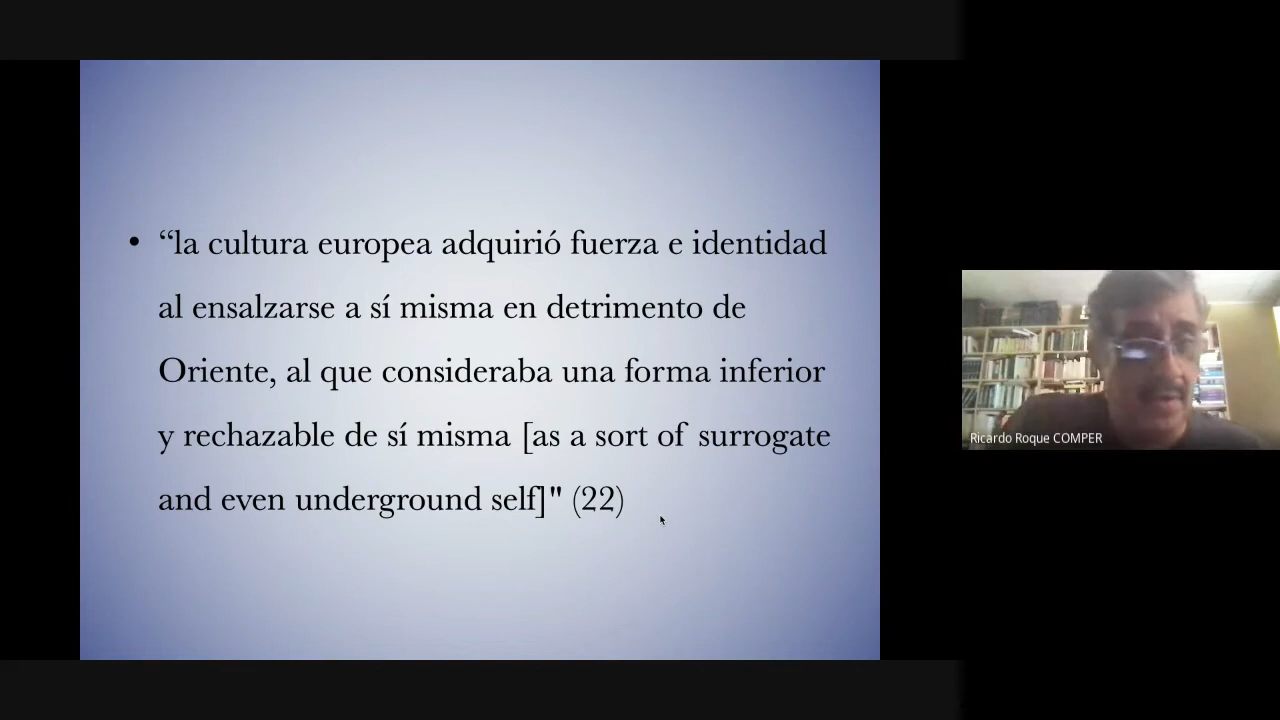 • “la cultura europea adquirió fuerza e identidad
al ensalzarse a sí misma en detrimento de
Oriente, al que consideraba una forma inferior
y rechazable de sí misma [as a sort of surrogate
and even underground self]" (22)
Ricardo Roque COMPER